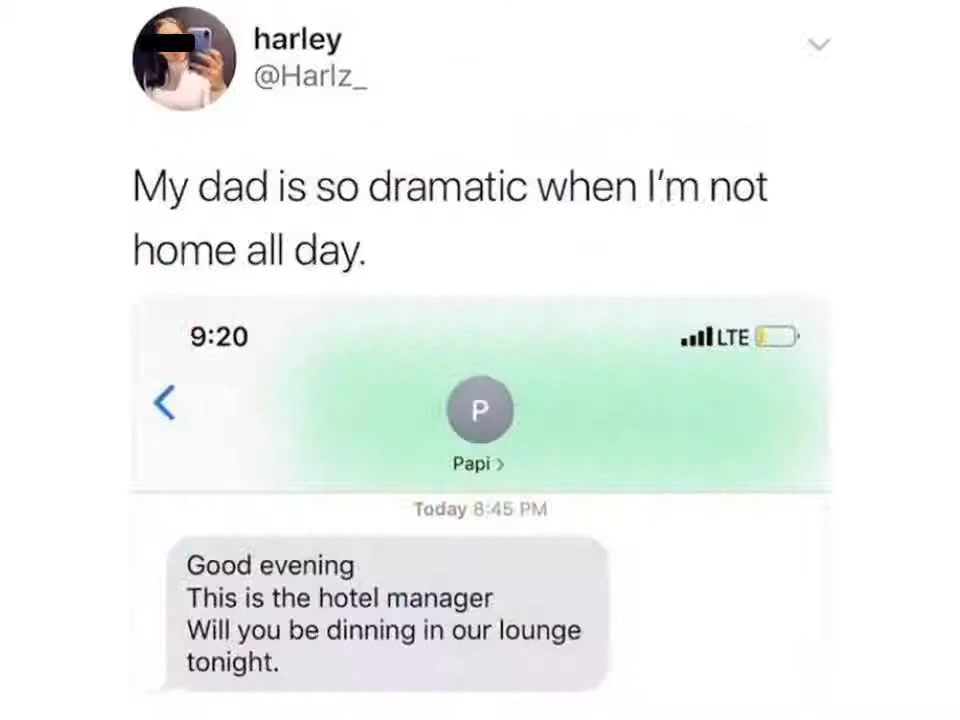 harley
@Harlz_
My dad is so dramatic when I'm not
home all day.
9:20
LTE
P
Papi >
Today 8:45 PM
Good evening
This is the hotel manager
Will you be dinning in our lounge
tonight.